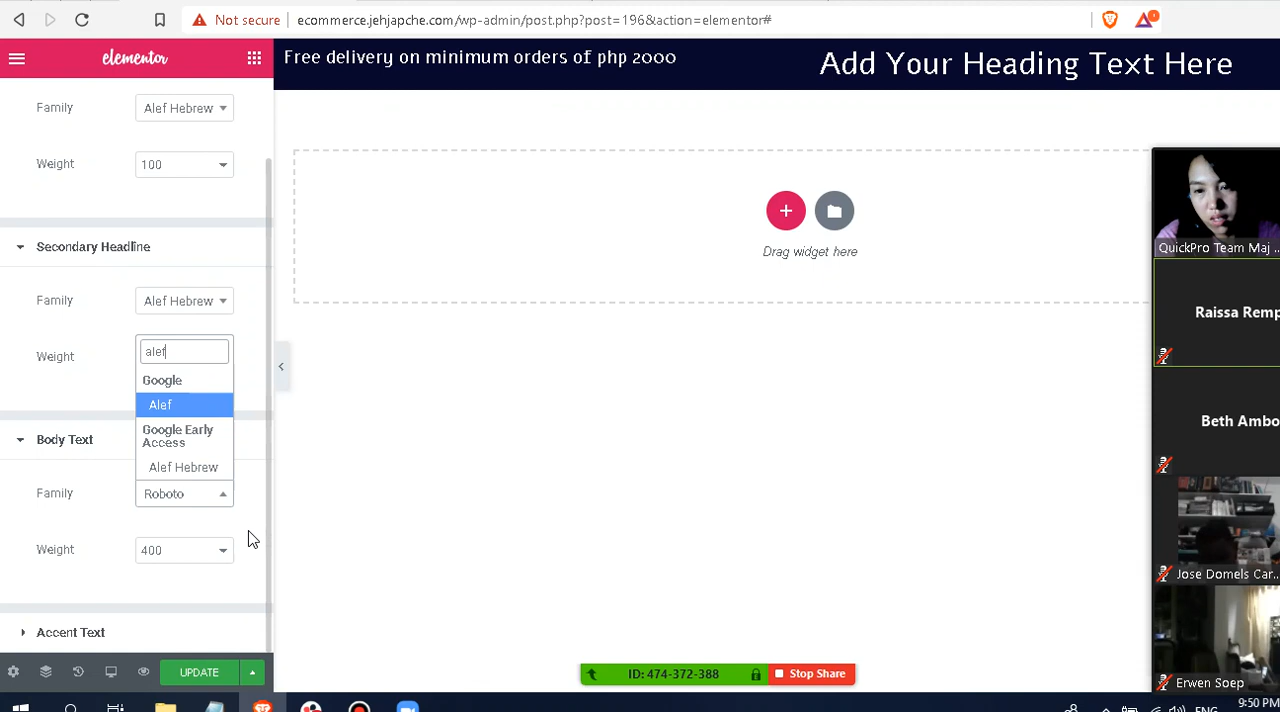 Not secure
ecommerce.jehjapche.com/wp-admin/post.php?post=196&action=elementor#
elementor
Free delivery on minimum orders of php 2000
Add Your Heading Text Here
Family
Alef Hebrew
Weight
100
Secondary Headline
Family
Alef Hebrew
Weight
alef
Google
Alef
Google Early
Access
Alef Hebrew
Body Text
Family
Roboto
Weight
400
Accent Text
UPDATE
Drag widget here
QuickPro Team Maj ...
Raissa Remp
Beth Ambo
Jose Domels Car...
Erwen Soep
ID: 474-372-388
Stop Share
ENG
9:50 PM